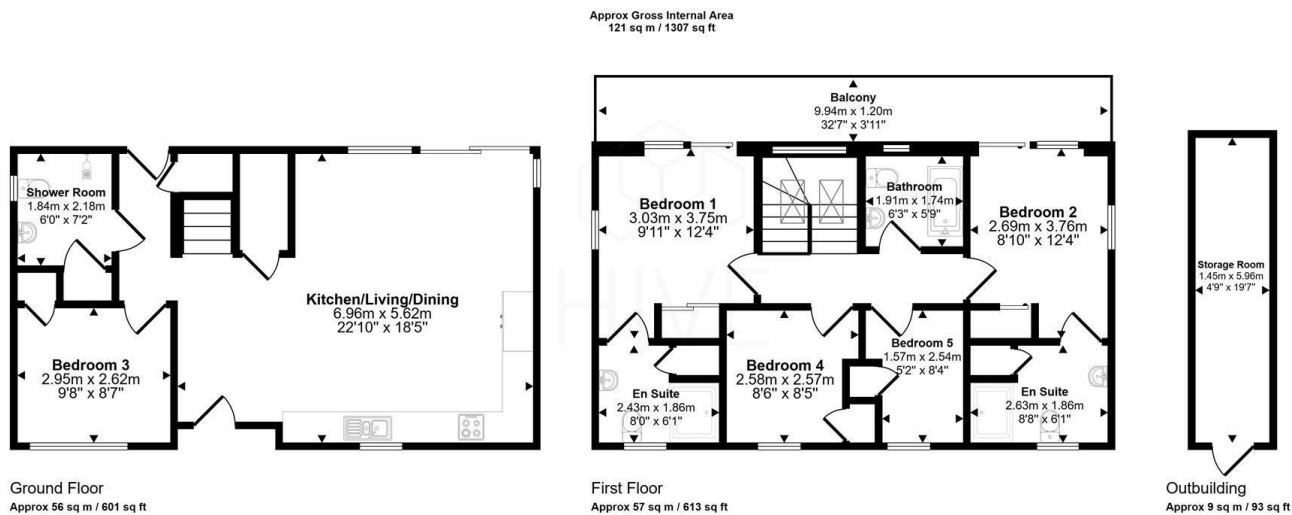 Approx Gross Internal Area
121 sq m / 1307 sq ft
Shower Room
1.84m x 2.18m
6'0" x 7'2"
Kitchen/Living/Dining
6.96m x 5.62m
22'10" x 18'5"
Bedroom 3
2.95m x 2.62m
9'8" x 8'7"
Ground Floor
Approx 56 sq m / 601 sq ft
Balcony
9.94m x 1.20m
32'7" x 3'11"
Bedroom 1
3.03m x 3.75m
9'11" x 12'4"
Bathroom
1.91m x 1.74m
6'3" x 5'9"
Bedroom 2
2.69m x 3.76m
8'10" x 12'4"
HIVE
En Suite
2.43m x 1.86m
8'0" x 6'1"
Bedroom 4
2.58m x 2.57m
8'6" x 8'5"
Bedroom 5
1.57m x 2.54m
5'2" x 8'4"
En Suite
2.63m x 1.86m
8'8" x 6'1"
First Floor
Approx 57 sq m / 613 sq ft
Storage Room
1.45m x 5.96m
4'9" x 19'7"
Outbuilding
Approx 9 sq m / 93 sq ft